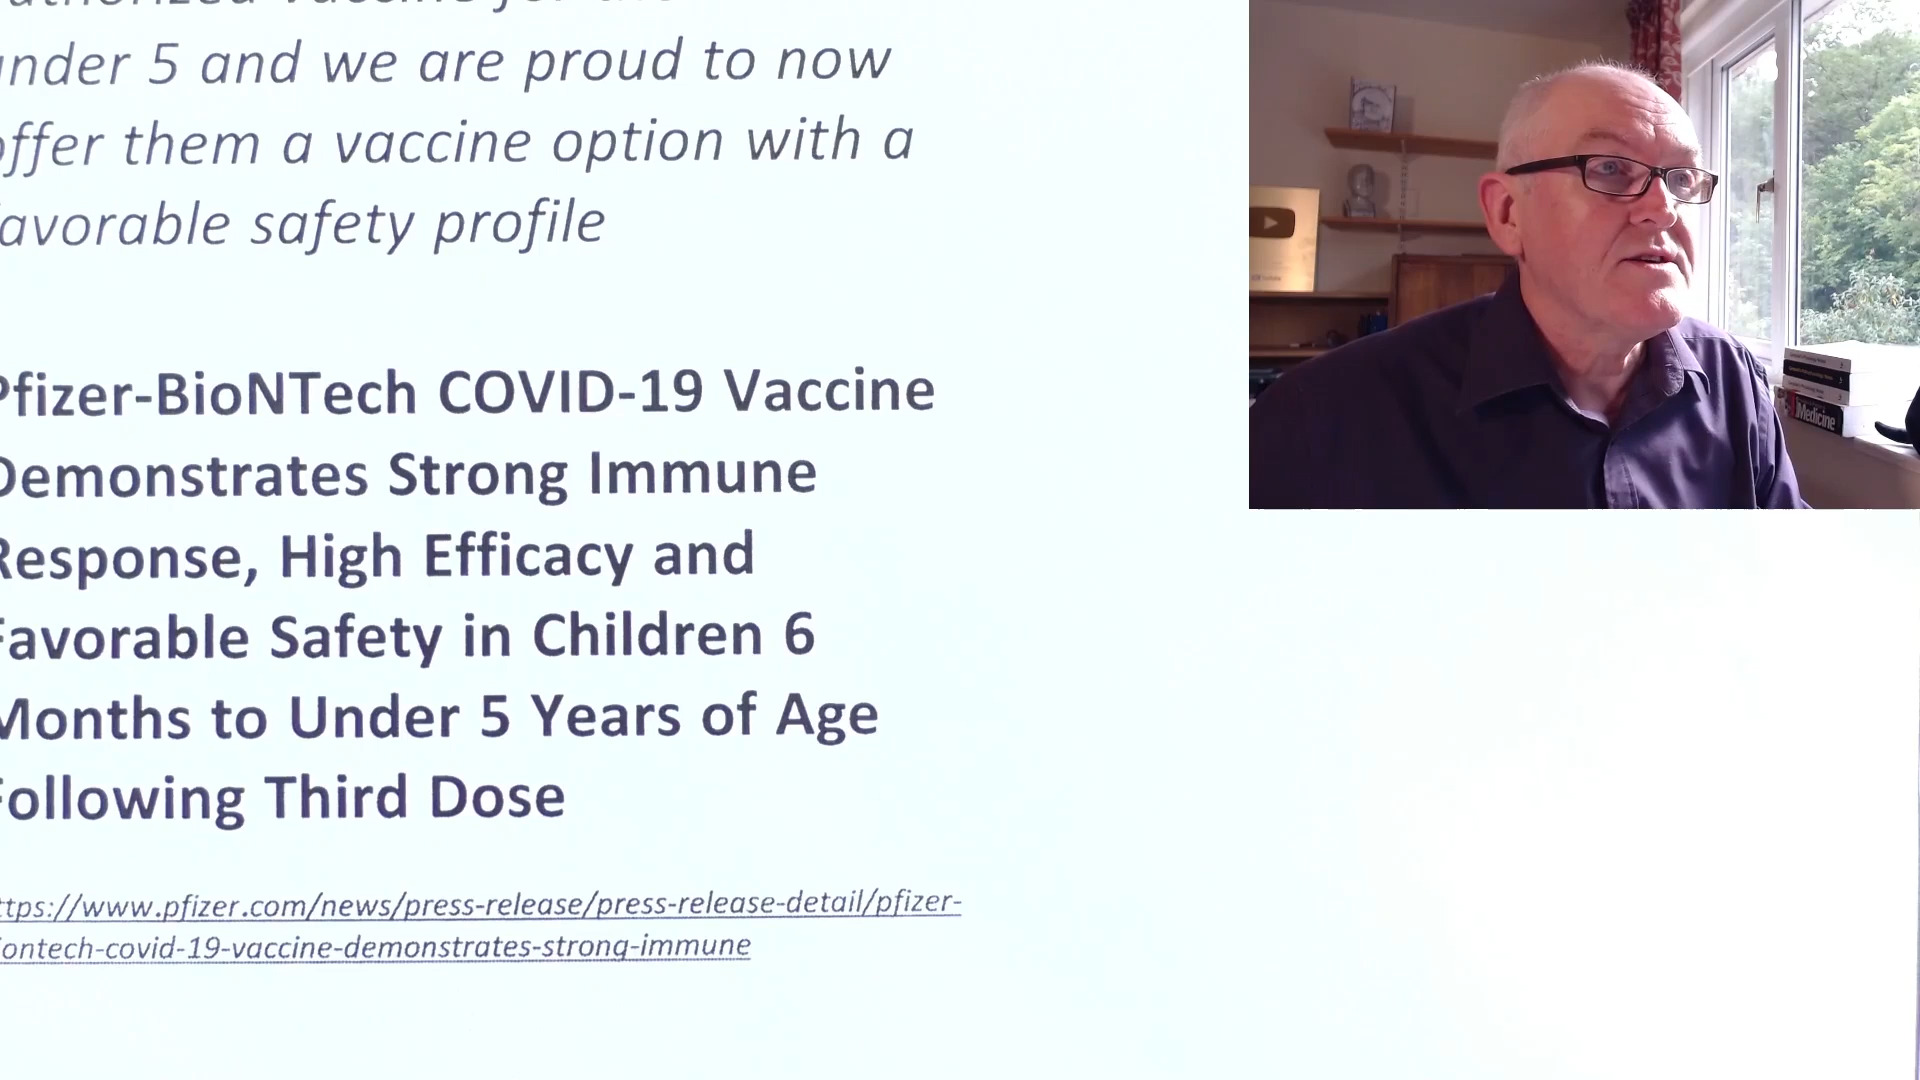 under 5 and we are proud to now
offer them a vaccine option with a
favorable safety profile
Pfizer-BioNTech COVID-19 Vaccine
Demonstrates Strong Immune
Response, High Efficacy and
Favorable Safety in Children 6
Months to Under 5 Years of Age
Following Third Dose
ttps://www.pfizer.com/news/press-release/press-release-detail/pfizer-
iontech-covid-19-vaccine-demonstrates-strong-immune
Medicine